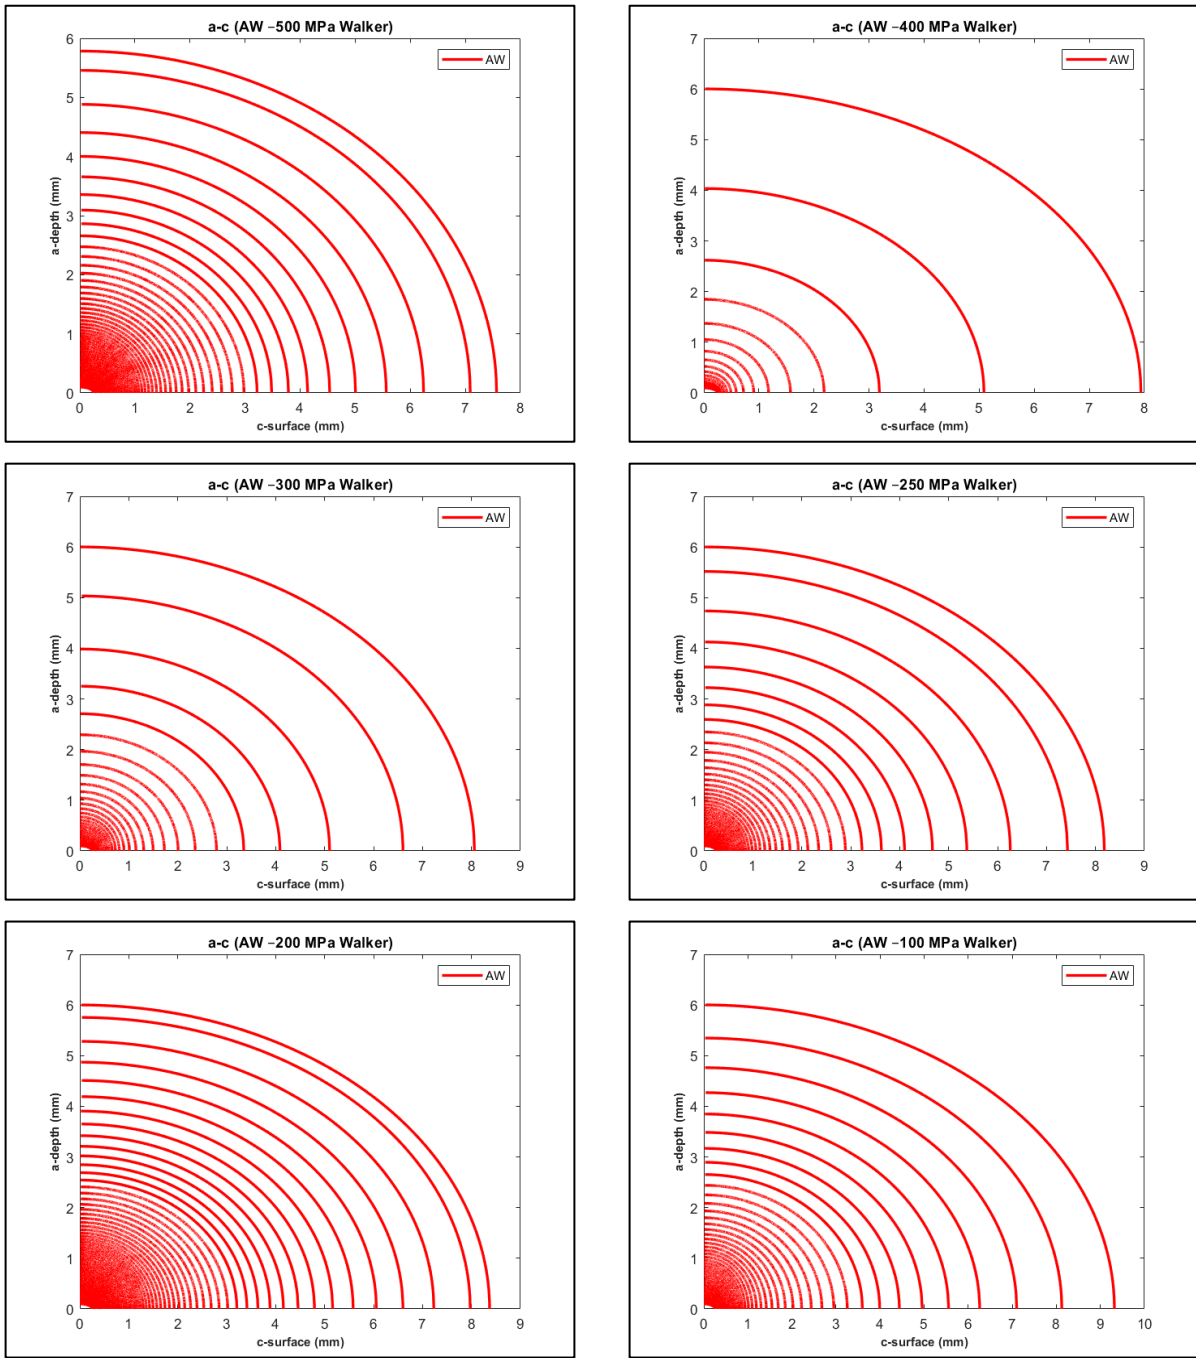 a-c (AW –500 MPa Walker)
AW
6
5
4
3
2
1
0
a-depth (mm)
0 1 2 3 4 5 6 7 8
c-surface (mm)
a-c (AW –400 MPa Walker)
AW
7
6
5
4
3
2
1
0
a-depth (mm)
0 1 2 3 4 5 6 7 8
c-surface (mm)
a-c (AW –300 MPa Walker)
AW
7
6
5
4
3
2
1
0
a-depth (mm)
0 1 2 3 4 5 6 7 8 9
c-surface (mm)
a-c (AW –250 MPa Walker)
AW
7
6
5
4
3
2
1
0
a-depth (mm)
0 1 2 3 4 5 6 7 8 9
c-surface (mm)
a-c (AW –200 MPa Walker)
AW
7
6
5
4
3
2
1
0
a-depth (mm)
0 1 2 3 4 5 6 7 8 9
c-surface (mm)
a-c (AW –100 MPa Walker)
AW
7
6
5
4
3
2
1
0
a-depth (mm)
0 1 2 3 4 5 6 7 8 9 10
c-surface (mm)